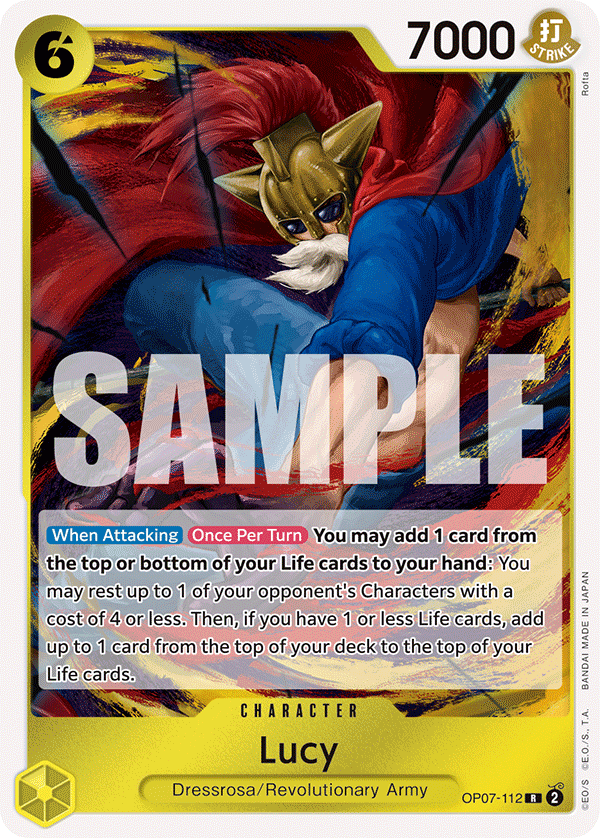 6
7000
打
STRIKE
Rofta
SAMPLE
When Attacking Once Per Turn You may add 1 card from
the top or bottom of your Life cards to your hand: You
may rest up to 1 of your opponent's Characters with a
cost of 4 or less. Then, if you have 1 or less Life cards, add
up to 1 card from the top of your deck to the top of your
Life cards.
CHARACTER
Lucy
Dressrosa/Revolutionary Army
OP07-112 R 2
©EO/S ©E.O./S., T.A. BANDAI MADE IN JAPAN